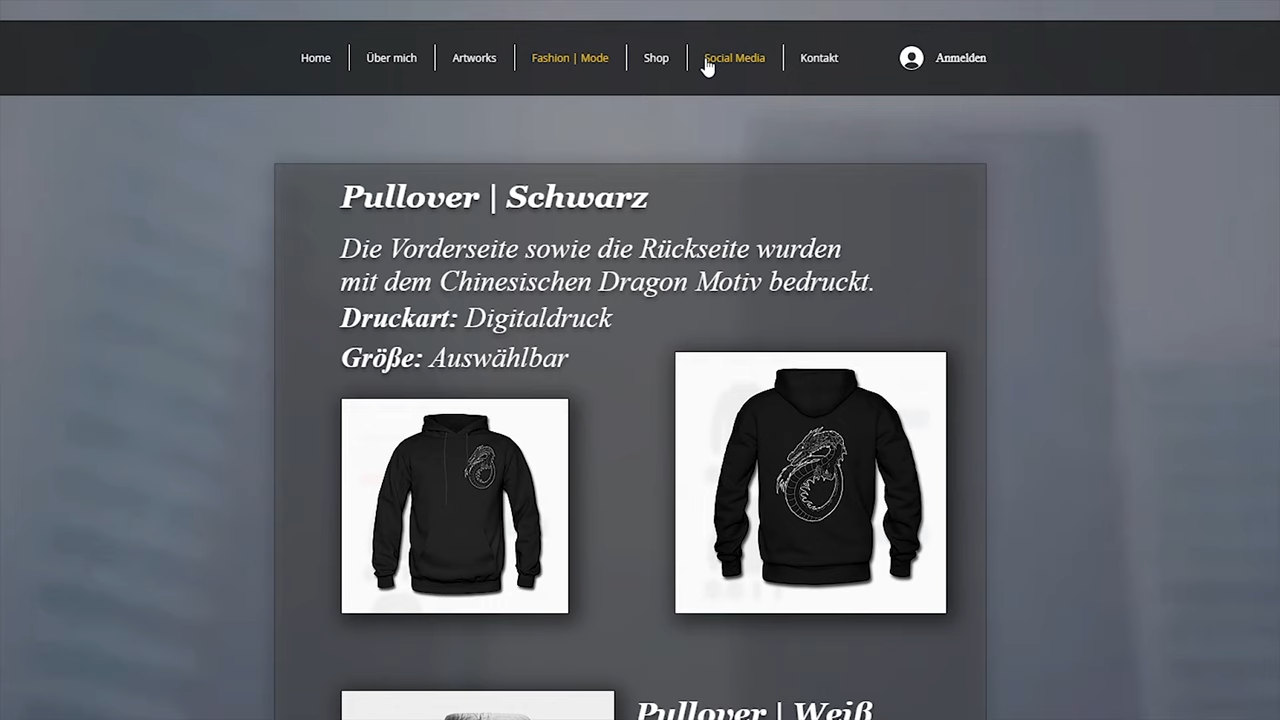 Home
Über mich
Artworks
Fashion | Mode
Shop
Social Media
Kontakt
Anmelden
Pullover | Schwarz
Die Vorderseite sowie die Rückseite wurden
mit dem Chinesischen Dragon Motiv bedruckt.
Druckart: Digitaldruck
Größe: Auswählbar
Pullover | Weiß